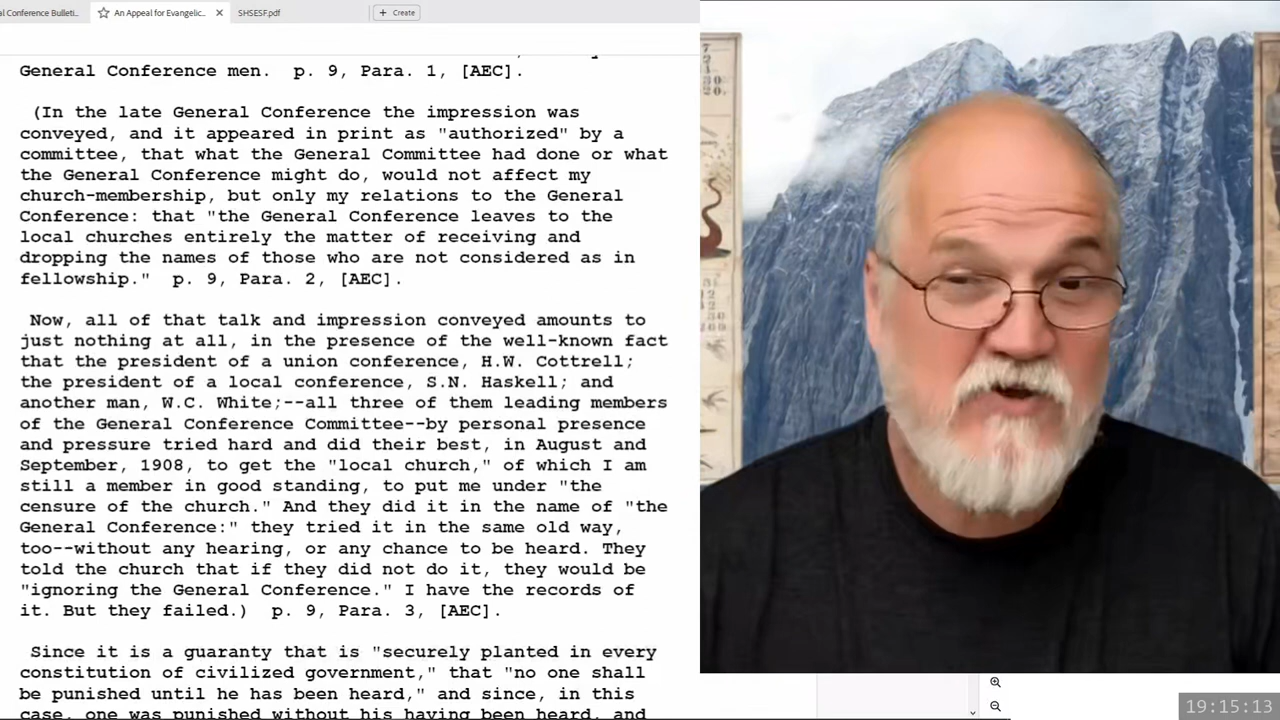 al Conference Bulleti...
An Appeal for Evangelic...
SHSESF.pdf
Create
General Conference men. p. 9, Para. 1, [AEC].
(In the late General Conference the impression was
conveyed, and it appeared in print as "authorized" by a
committee, that what the General Committee had done or what
the General Conference might do, would not affect my
church-membership, but only my relations to the General
Conference: that "the General Conference leaves to the
local churches entirely the matter of receiving and
dropping the names of those who are not considered as in
fellowship." p. 9, Para. 2, [AEC].
Now, all of that talk and impression conveyed amounts to
just nothing at all, in the presence of the well-known fact
that the president of a union conference, H.W. Cottrell;
the president of a local conference, S.N. Haskell; and
another man, W.C. White;--all three of them leading members
of the General Conference Committee--by personal presence
and pressure tried hard and did their best, in August and
September, 1908, to get the "local church," of which I am
still a member in good standing, to put me under "the
censure of the church." And they did it in the name of "the
General Conference:" they tried it in the same old way,
too--without any hearing, or any chance to be heard. They
told the church that if they did not do it, they would be
"ignoring the General Conference." I have the records of
it. But they failed.) p. 9, Para. 3, [AEC].
Since it is a guaranty that is "securely planted in every
constitution of civilized government," that "no one shall
be punished until he has been heard," and since, in this
case, one was punished without his having been heard, and
19:15:13